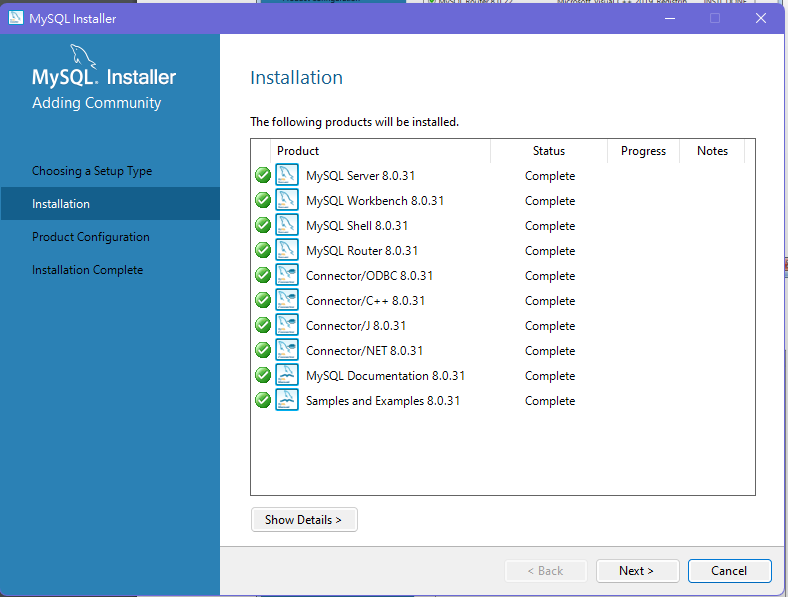 MySQL Installer
MySQL. Installer
Adding Community
Choosing a Setup Type
Installation
Product Configuration
Installation Complete
Installation
The following products will be installed.
Product Status Progress Notes
MySQL Server 8.0.31 Complete
MySQL Workbench 8.0.31 Complete
MySQL Shell 8.0.31 Complete
MySQL Router 8.0.31 Complete
Connector/ODBC 8.0.31 Complete
Connector/C++ 8.0.31 Complete
Connector/J 8.0.31 Complete
Connector/NET 8.0.31 Complete
MySQL Documentation 8.0.31 Complete
Samples and Examples 8.0.31 Complete
Show Details >
< Back Next > Cancel